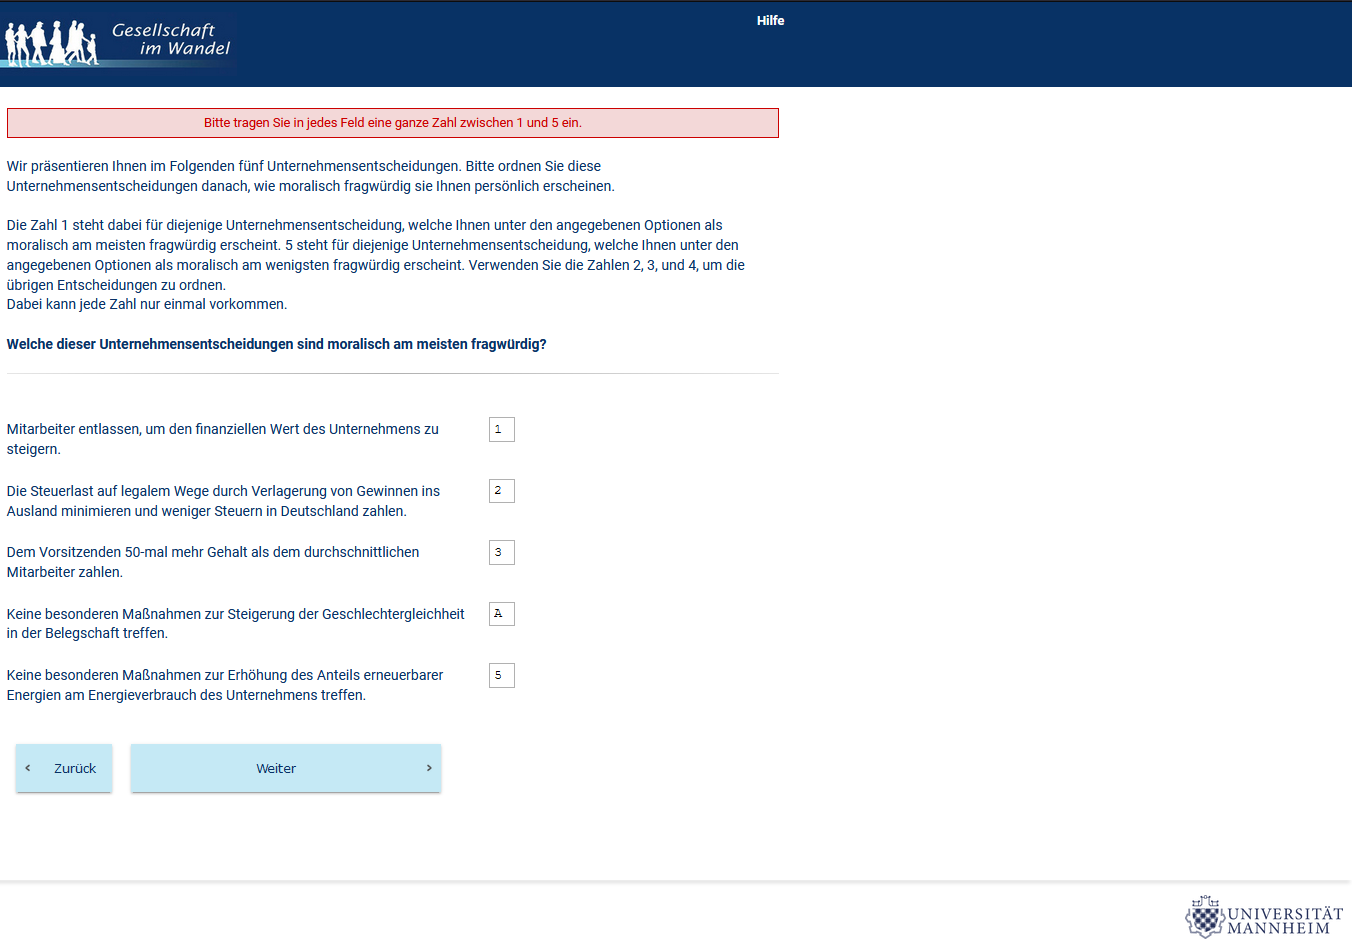 Gesellschaft
im Wandel
Hilfe
Bitte tragen Sie in jedes Feld eine ganze Zahl zwischen 1 und 5 ein.
Wir präsentieren Ihnen im Folgenden fünf Unternehmensentscheidungen. Bitte ordnen Sie diese
Unternehmensentscheidungen danach, wie moralisch fragwürdig sie Ihnen persönlich erscheinen.
Die Zahl 1 steht dabei für diejenige Unternehmensentscheidung, welche Ihnen unter den angegebenen Optionen als
moralisch am meisten fragwürdig erscheint. 5 steht für diejenige Unternehmensentscheidung, welche Ihnen unter den
angegebenen Optionen als moralisch am wenigsten fragwürdig erscheint. Verwenden Sie die Zahlen 2, 3, und 4, um die
übrigen Entscheidungen zu ordnen.
Dabei kann jede Zahl nur einmal vorkommen.
Welche dieser Unternehmensentscheidungen sind moralisch am meisten fragwürdig?
Mitarbeiter entlassen, um den finanziellen Wert des Unternehmens zu 1
steigern.
Die Steuerlast auf legalem Wege durch Verlagerung von Gewinnen ins 2
Ausland minimieren und weniger Steuern in Deutschland zahlen.
Dem Vorsitzenden 50-mal mehr Gehalt als dem durchschnittlichen 3
Mitarbeiter zahlen.
Keine besonderen Maßnahmen zur Steigerung der Geschlechtergleichheit A
in der Belegschaft treffen.
Keine besonderen Maßnahmen zur Erhöhung des Anteils erneuerbarer 5
Energien am Energieverbrauch des Unternehmens treffen.
Zurück Weiter
UNIVERSITÄT
MANNHEIM